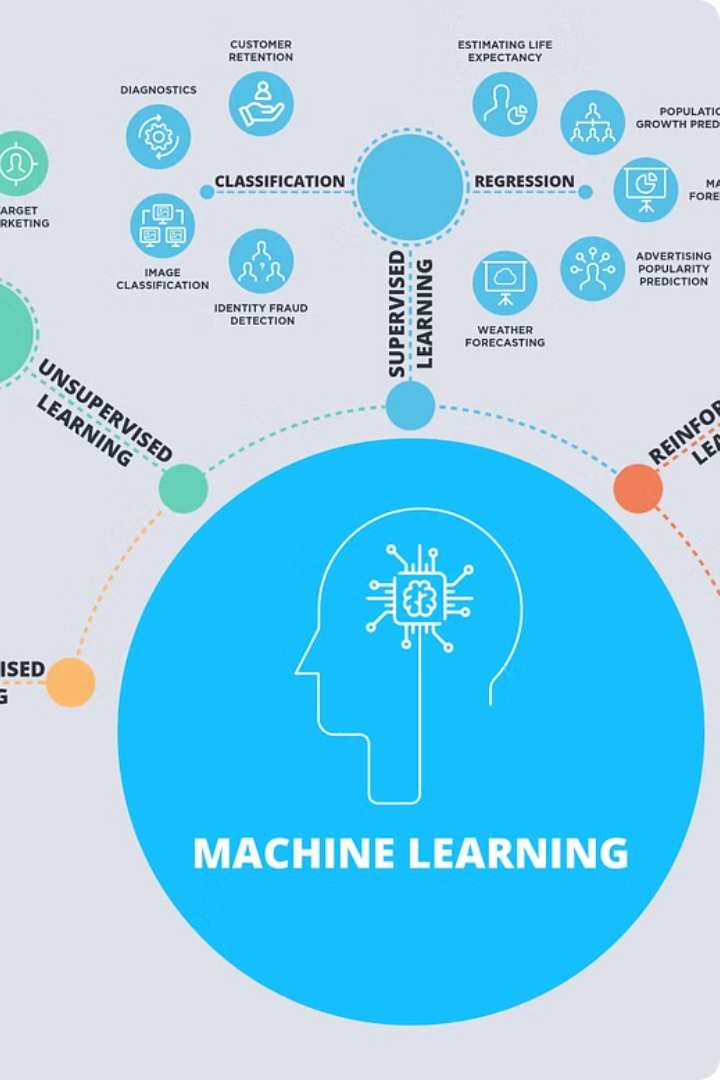 CUSTOMER
RETENTION
ESTIMATING LIFE
EXPECTANCY
DIAGNOSTICS
GROWTH
CLASSIFICATION
REGRESSION
IMAGE
CLASSIFICATION
IDENTITY FRAUD
DETECTION
ADVERTISING
POPULARITY
PREDICTION
WEATHER
FORECASTING
SUPERVISED
LEARNING
UNSUPERVISED
LEARNING
MACHINE LEARNING